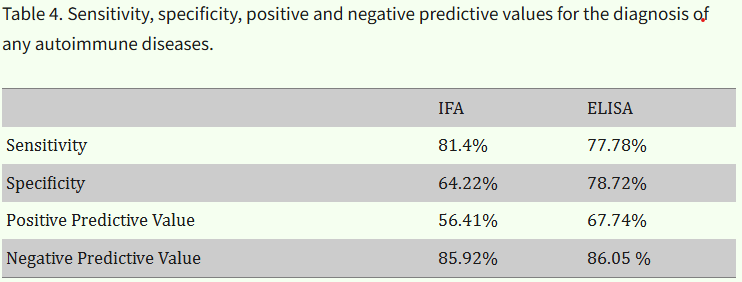 Table 4. Sensitivity, specificity, positive and negative predictive values for the diagnosis of
any autoimmune diseases.
IFA ELISA
Sensitivity 81.4% 77.78%
Specificity 64.22% 78.72%
Positive Predictive Value 56.41% 67.74%
Negative Predictive Value 85.92% 86.05 %